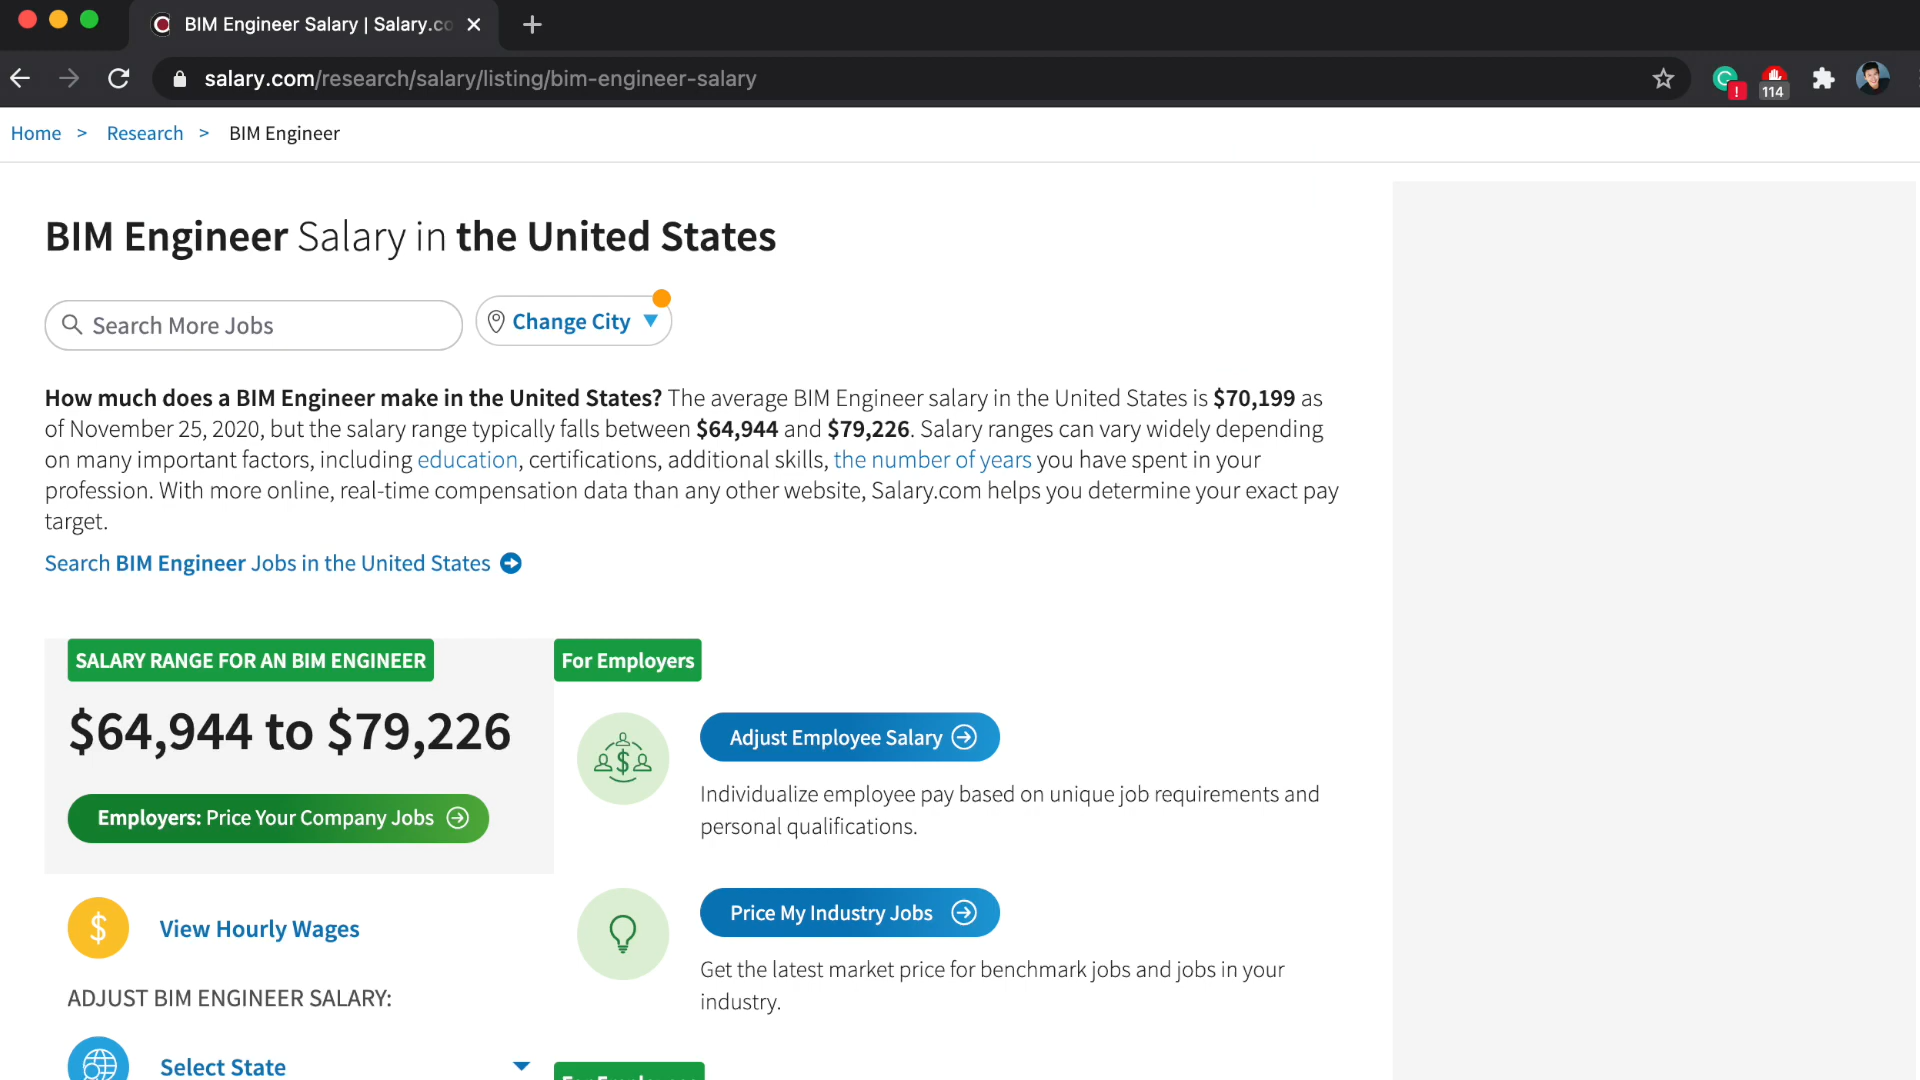 BIM Engineer Salary | Salary.co
salary.com/research/salary/listing/bim-engineer-salary
!
114
Home > Research > BIM Engineer
BIM Engineer Salary in the United States
Search More Jobs
Change City
How much does a BIM Engineer make in the United States? The average BIM Engineer salary in the United States is $70,199 as
of November 25, 2020, but the salary range typically falls between $64,944 and $79,226. Salary ranges can vary widely depending
on many important factors, including education, certifications, additional skills, the number of years you have spent in your
profession. With more online, real-time compensation data than any other website, Salary.com helps you determine your exact pay
target.
Search BIM Engineer Jobs in the United States
SALARY RANGE FOR AN BIM ENGINEER
$64,944 to $79,226
Employers: Price Your Company Jobs
$
View Hourly Wages
ADJUST BIM ENGINEER SALARY:
Select State
For Employers
$
Adjust Employee Salary
Individualize employee pay based on unique job requirements and
personal qualifications.
Price My Industry Jobs
Get the latest market price for benchmark jobs and jobs in your
industry.